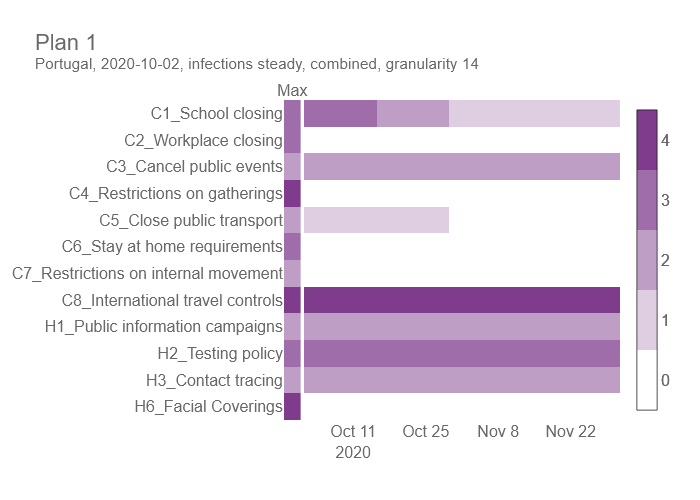 Plan 1
Portugal, 2020-10-02, infections steady, combined, granularity 14
Max
C1_School closing
C2_Workplace closing
C3_Cancel public events
C4_Restrictions on gatherings
C5_Close public transport
C6_Stay at home requirements
C7_Restrictions on internal movement
C8_International travel controls
H1_Public information campaigns
H2_Testing policy
H3_Contact tracing
H6_Facial Coverings
4
3
2
1
0
Oct 11 Oct 25 Nov 8 Nov 22
2020